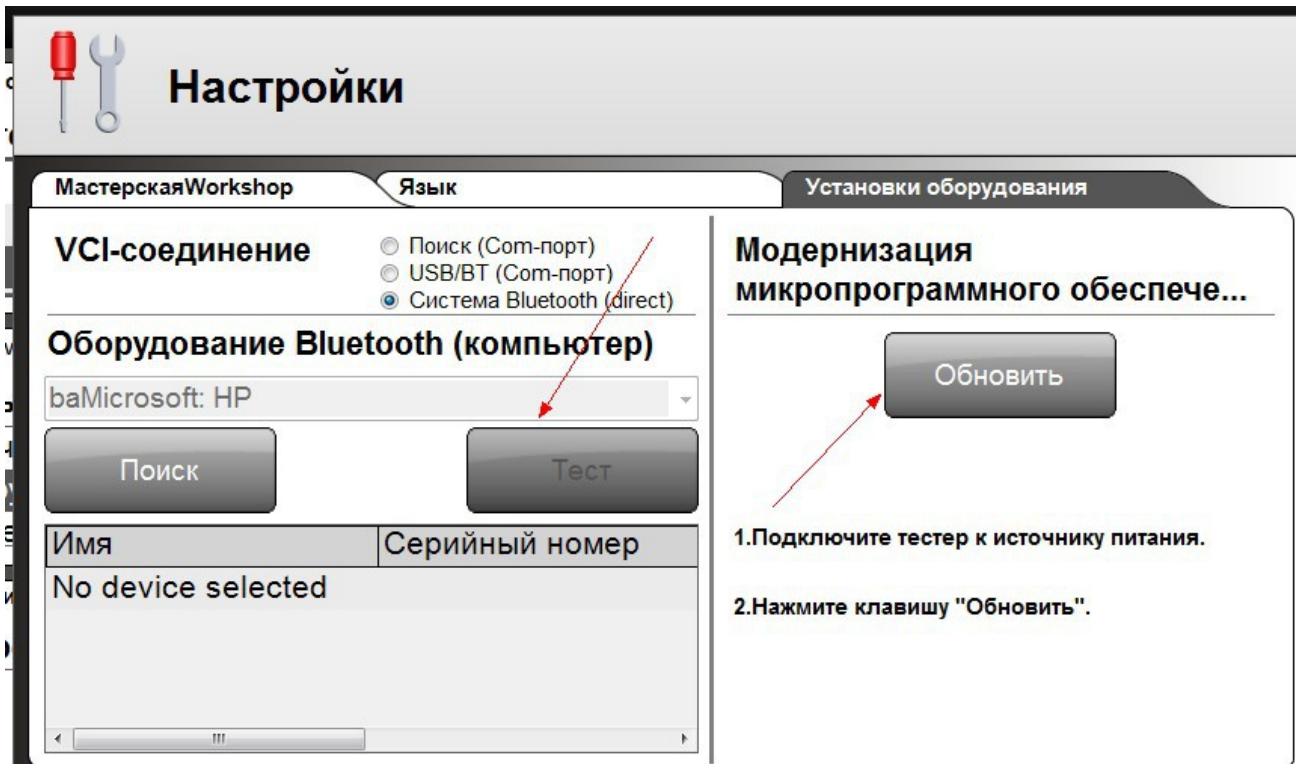 Настройки
МастерскаяWorkshop
Язык
Установки оборудования
VCI-соединение
Поиск (Com-порт)
USB/BT (Com-порт)
Система Bluetooth (direct)
Оборудование Bluetooth (компьютер)
baMicrosoft: HP
Поиск
Тест
Имя
Серийный номер
No device selected
Модернизация
микропрограммного обеспече...
Обновить
1.Подключите тестер к источнику питания.
2.Нажмите клавишу "Обновить".